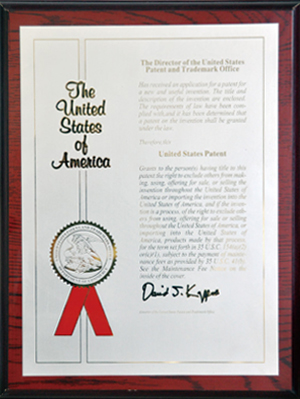 The
United
States
of
America
The Director of the United States
Patent and Trademark Office
Has received an application for a patent for
a new and useful invention. The title and
description of the invention are enclosed.
The requirements of law have been com-
plied with and it has been determined that
a patent on the invention shall be granted
under the law.
Therefore, this
United States Patent
Grants to the person(s) having title to this
patent the right to exclude others from mak-
ing, using, offering for sale, or selling the
invention throughout the United States of
America or importing the invention into the
United States of America, and if the inven-
tion is a process, of the right to exclude oth-
ers from using, offering for sale or selling
throughout the United States of America, or
importing into the United States of
America, products made by that process,
for the term set forth in 35 U.S.C. 154(a)(2)
or (c)(1), subject to the payment of mainte-
nance fees as provided by 35 U.S.C. 41(b).
See the Maintenance Fee Notice on the
inside of the cover.
David J. Kappos